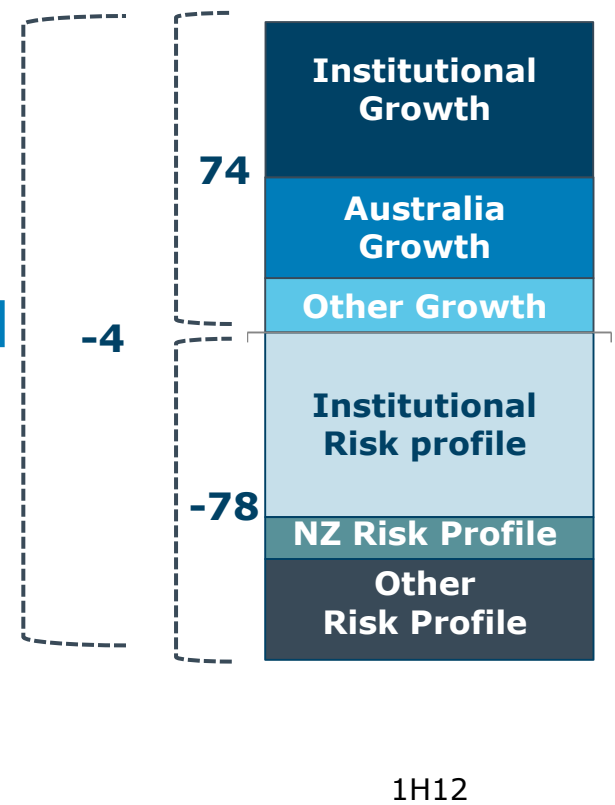 Institutional
Growth
74
Australia
Growth
Other Growth
-4
Institutional
Risk profile
-78
NZ Risk Profile
Other
Risk Profile
1H12